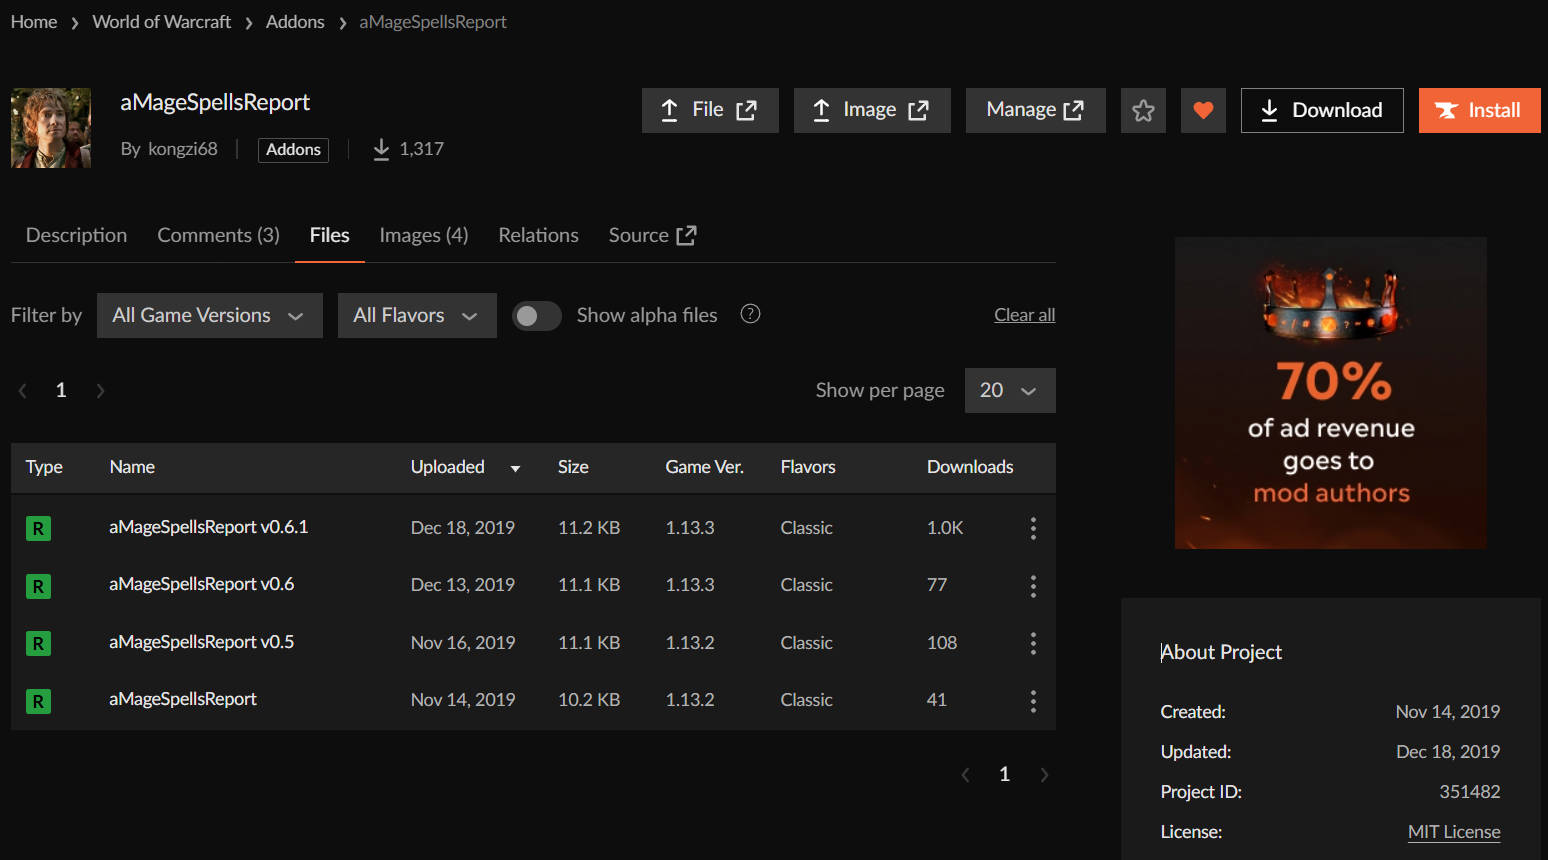 Home > World of Warcraft > Addons > aMageSpellsReport
aMageSpellsReport
By kongzi68 | Addons | 1,317
File
Image
Manage
Download
Install
Description
Comments (3)
Files
Images (4)
Relations
Source
Filter by
All Game Versions
All Flavors
Show alpha files
?
Clear all
1
Show per page
20
Type Name Uploaded Size Game Ver. Flavors Downloads
R aMageSpellsReport v0.6.1 Dec 18, 2019 11.2 KB 1.13.3 Classic 1.0K
R aMageSpellsReport v0.6 Dec 13, 2019 11.1 KB 1.13.3 Classic 77
R aMageSpellsReport v0.5 Nov 16, 2019 11.1 KB 1.13.2 Classic 108
R aMageSpellsReport Nov 14, 2019 10.2 KB 1.13.2 Classic 41
1
70%
of ad revenue
goes to
mod authors
About Project
Created: Nov 14, 2019
Updated: Dec 18, 2019
Project ID: 351482
License: MIT License